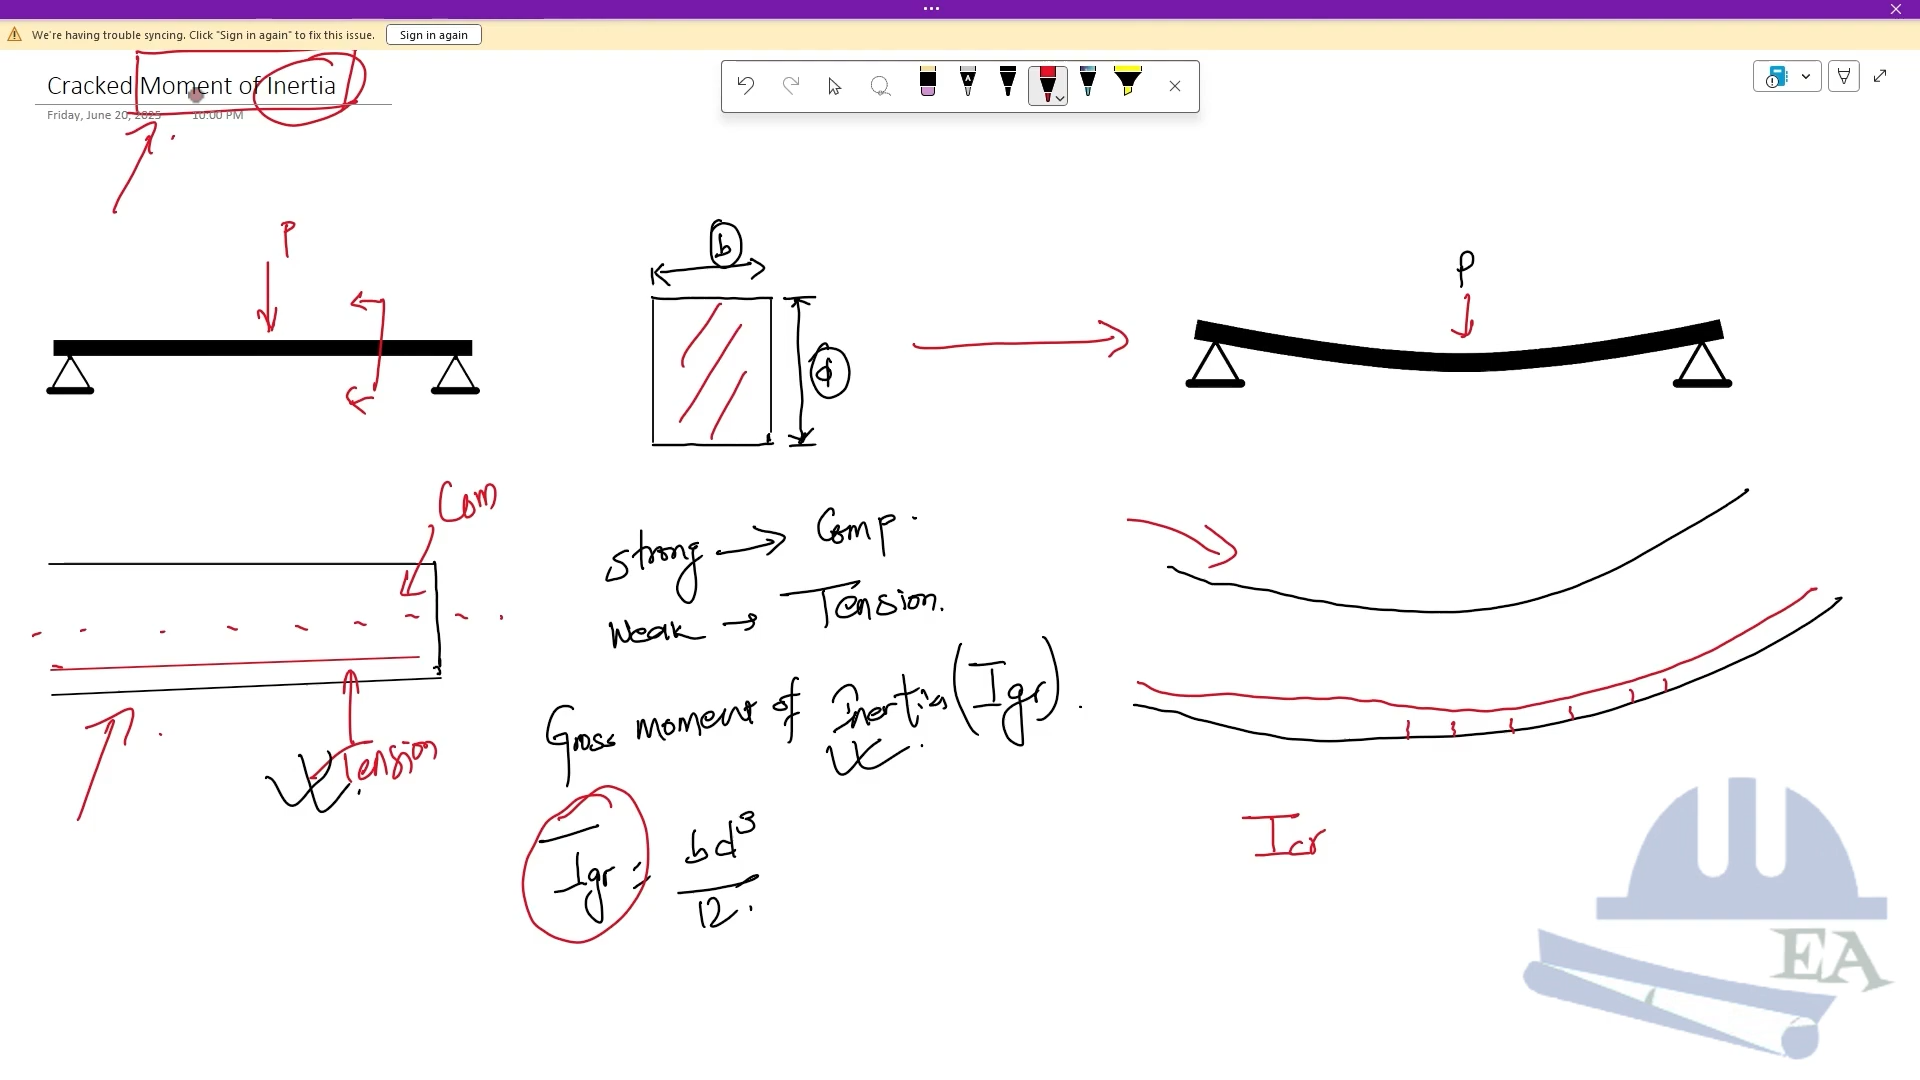 We're having trouble syncing. Click "Sign in again" to fix this issue. Sign in again
Cracked Moment of Inertia
Friday, June 20, 2025 10:00 PM
P
b
d
P
Com
Tension
Strong → Comp.
Weak → Tension.
Gross moment of Inertia (Igr).
Igr = bd³
12.
Icr
EA